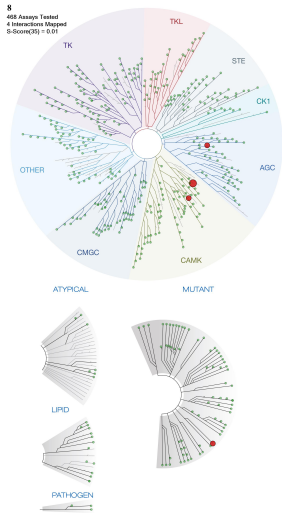 8
468 Assays Tested
4 Interactions Mapped
S-Score(35) = 0.01
TKL
TK
STE
CK1
OTHER
AGC
CMGC
CAMK
ATYPICAL
MUTANT
LIPID
PATHOGEN